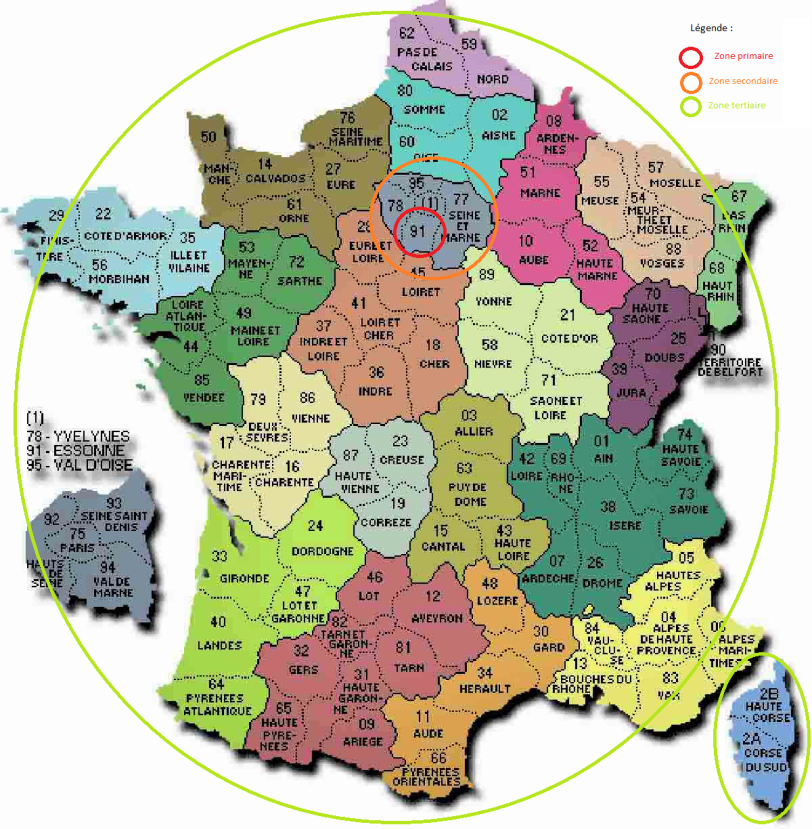 Légende :
Zone primaire
Zone secondaire
Zone tertiaire
62
PAS DE
CALAIS
59
NORD
80
SOMME
02
AISNE
60
OISE
76
SEINE
MARITIME
27
EURE
50
MAN-
CHE
14
CALVADOS
61
ORNE
08
ARDEN-
NES
51
MARNE
10
AUBE
52
HAUTE
MARNE
55
MEUSE
57
MOSELLE
54
MEUR
THE ET
MOSELLE
88
VOSGES
67
BAS
RHIN
68
HAUT
RHIN
95
78
(1)
77
SEINE
ET
MARNE
91
29
FINIS-
TERE
22
COTE D'ARMOR
35
ILLE ET
VILAINE
56
MORBIHAN
53
MAYEN-
NE
72
SARTHE
LOIRE
ATLAN-
TIQUE
44
49
MAINE ET
LOIRE
85
VENDEE
28
EURE ET
LOIRE
45
LOIRET
41
LOIR ET
CHER
37
INDRE ET
LOIRE
18
CHER
36
INDRE
89
YONNE
21
COTE D'OR
58
NIEVRE
71
SAONE ET
LOIRE
70
HAUTE
SAONE
25
DOUBS
39
JURA
90
TERRITOIRE
DE BELFORT
79
DEUX
SEVRES
86
VIENNE
17
CHARENTE
MARI-
TIME
16
CHARENTE
87
HAUTE
VIENNE
23
CREUSE
19
CORREZE
03
ALLIER
63
PUY DE
DOME
15
CANTAL
43
HAUTE
LOIRE
42
LOIRE
69
RHO-
NE
01
AIN
74
HAUTE
SAVOIE
73
SAVOIE
38
ISERE
07
ARDECHE
26
DROME
(1)
78 - YVELYNES
91 - ESSONNE
95 - VAL D'OISE
92
HAUTS
DE
SEINE
93
SEINE SAINT
DENIS
75
PARIS
94
VAL DE
MARNE
24
DORDOGNE
33
GIRONDE
47
LOT ET
GARONNE
40
LANDES
64
PYRENEES
ATLANTIQUE
46
LOT
12
AVEYRON
82
TARN ET
GARON-
NE
81
TARN
32
GERS
31
HAUTE
GARON-
NE
65
HAUTE
PYRE-
NEES
09
ARIEGE
48
LOZERE
30
GARD
34
HERAULT
11
AUDE
66
PYRENEES
ORIENTALES
05
HAUTES
ALPES
04
ALPES
DE HAUTE
PROVENCE
06
ALPES
MARI-
TIMES
84
VAU-
CLU-
SE
13
BOUCHES DU
RHONE
83
VAR
2B
HAUTE
CORSE
2A
CORSE
DU SUD